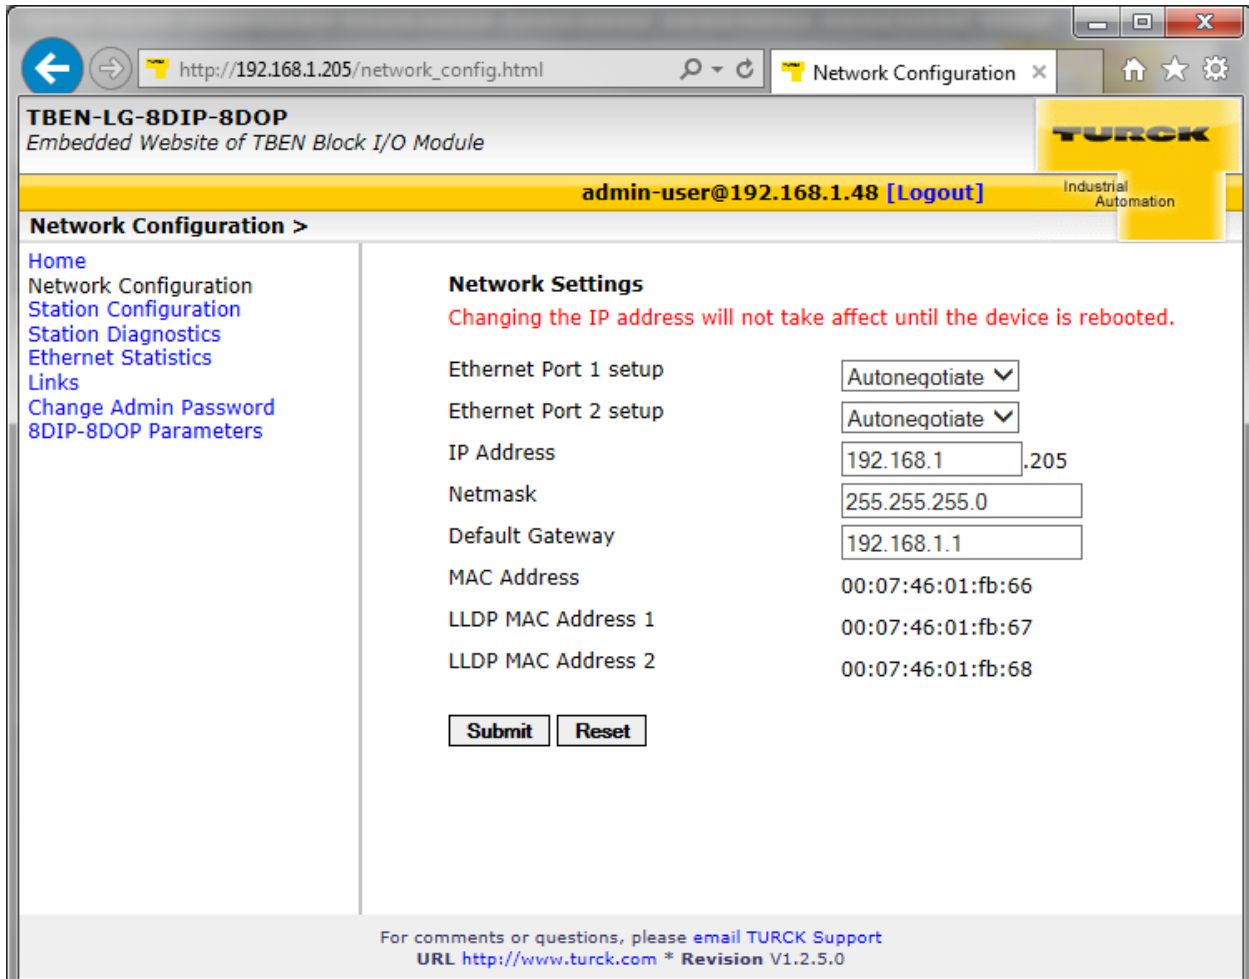 http://192.168.1.205/network_config.html
Network Configuration
TBEN-LG-8DIP-8DOP
Embedded Website of TBEN Block I/O Module
TURCK
Industrial
Automation
admin-user@192.168.1.48 [Logout]
Network Configuration >
Home
Network Configuration
Station Configuration
Station Diagnostics
Ethernet Statistics
Links
Change Admin Password
8DIP-8DOP Parameters
Network Settings
Changing the IP address will not take affect until the device is rebooted.
Ethernet Port 1 setup Autonegotiate
Ethernet Port 2 setup Autonegotiate
IP Address 192.168.1 .205
Netmask 255.255.255.0
Default Gateway 192.168.1.1
MAC Address 00:07:46:01:fb:66
LLDP MAC Address 1 00:07:46:01:fb:67
LLDP MAC Address 2 00:07:46:01:fb:68
Submit Reset
For comments or questions, please email TURCK Support
URL http://www.turck.com * Revision V1.2.5.0